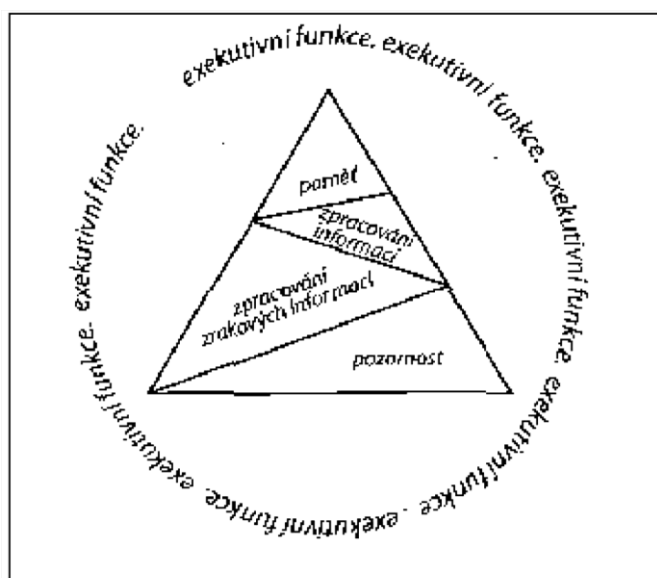 exekutivní funkce. exekutivní funkce. exekutivní funkce. exekutivní funkce . exekutivní funkce. exekutivní funkce. exekutivní funkce.
paměť
zpracování
informací
zpracování
zrakových informací
pozornost